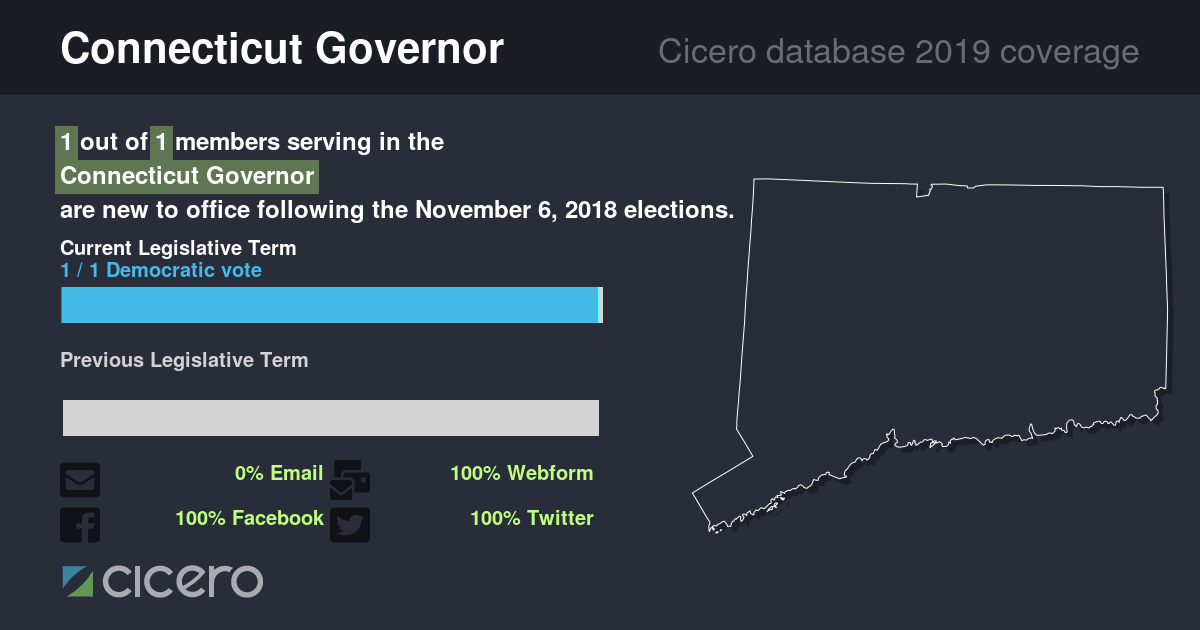 Connecticut Governor
Cicero database 2019 coverage
1 out of 1 members serving in the
Connecticut Governor
are new to office following the November 6, 2018 elections.
Current Legislative Term
1 / 1 Democratic vote
Previous Legislative Term
0% Email
100% Webform
100% Facebook
100% Twitter
cicero